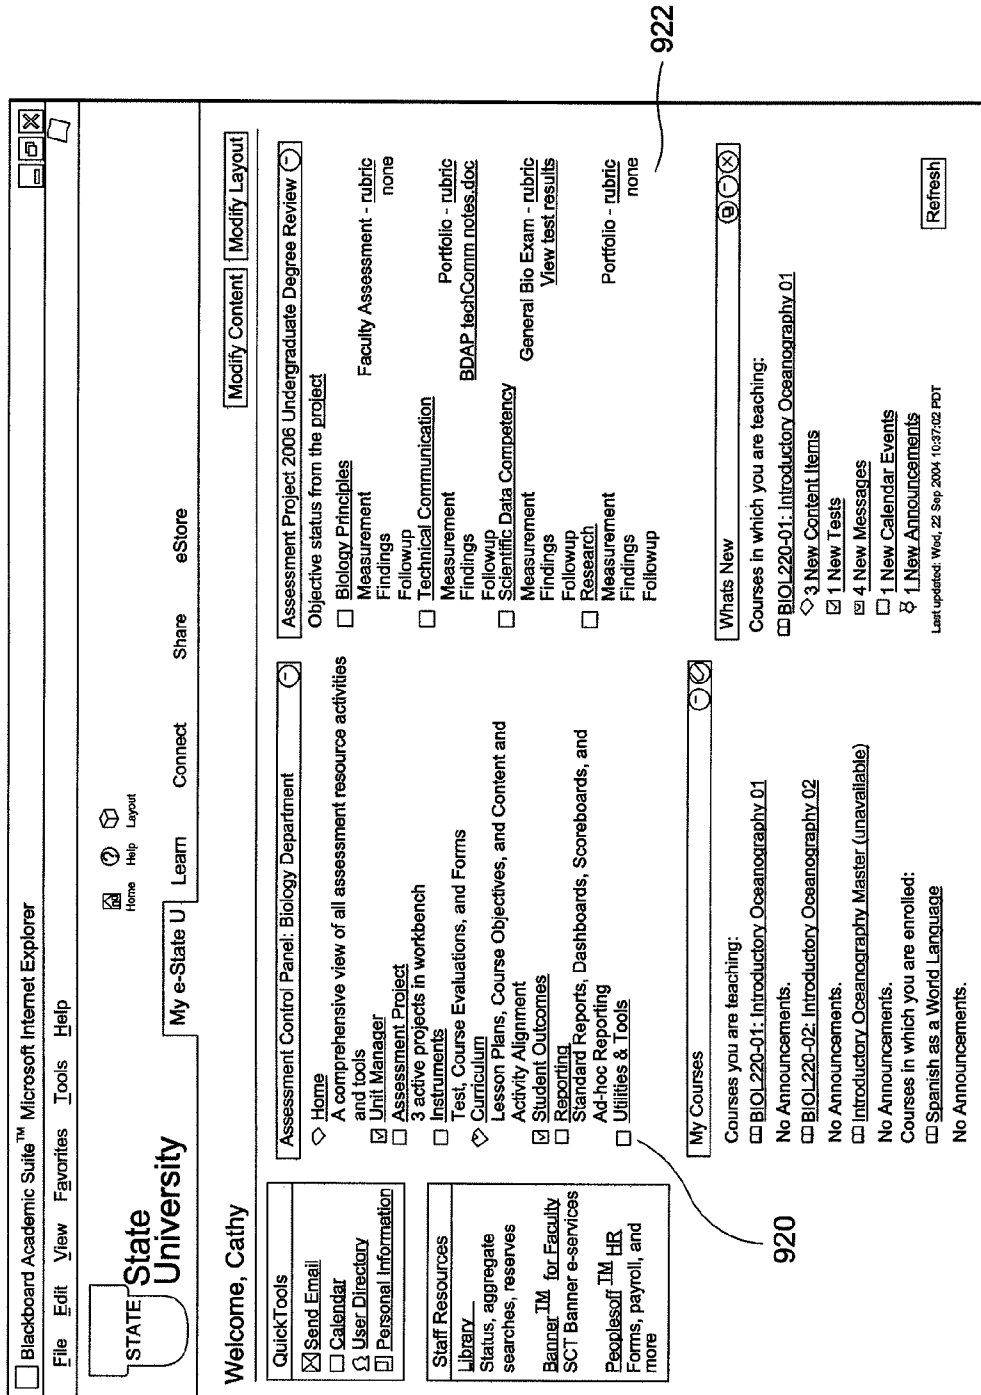 Blackboard Academic Suite™ Microsoft Internet Explorer
File Edit View Favorites Tools Help
STATE
State
University
Home Help Layout
My e-State U Learn Connect Share eStore
Welcome, Cathy
Modify Content Modify Layout
QuickTools
Send Email
Calendar
User Directory
Personal Information
Staff Resources
Library
Status, aggregate
searches, reserves
Banner™ for Faculty
SCT Banner e-services
Peoplesoft™ HR
Forms, payroll, and
more
Assessment Control Panel: Biology Department
Home
A comprehensive view of all assessment resource activities
and tools
Unit Manager
Assessment Project
3 active projects in workbench
Instruments
Test, Course Evaluations, and Forms
Curriculum
Lesson Plans, Course Objectives, and Content and
Activity Alignment
Student Outcomes
Reporting
Standard Reports, Dashboards, Scoreboards, and
Ad-hoc Reporting
Utilities & Tools
920
My Courses
Courses you are teaching:
BIOL220-01: Introductory Oceanography 01
No Announcements.
BIOL220-02: Introductory Oceanography 02
No Announcements.
Introductory Oceanography Master (unavailable)
No Announcements.
Courses in which you are enrolled:
Spanish as a World Language
No Announcements.
Assessment Project 2006 Undergraduate Degree Review
Objective status from the project
Biology Principles
Measurement Faculty Assessment - rubric
Findings none
Followup
Technical Communication
Measurement Portfolio - rubric
Findings BDAP techComm notes.doc
Followup
Scientific Data Competency
Measurement General Bio Exam - rubric
Findings View test results
Followup
Research
Measurement Portfolio - rubric
Findings none
Followup
922
Whats New
Courses in which you are teaching:
BIOL220-01: Introductory Oceanography 01
3 New Content Items
1 New Tests
4 New Messages
1 New Calendar Events
1 New Announcements
Last updated: Wed, 22 Sep 2004 10:37:02 PDT
Refresh